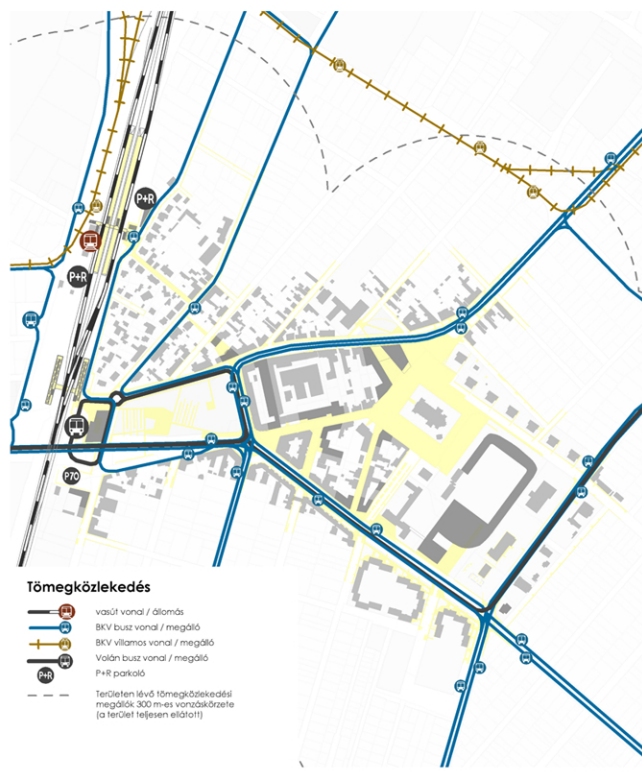 P+R
P+R
P70
Tömegközlekedés
vasút vonal / állomás
BKV busz vonal / megálló
BKV villamos vonal / megálló
Volán busz vonal / megálló
P+R P+R parkoló
Területen lévő tömegközlekedési
megállók 300 m-es vonzáskörzete
(a terület teljesen ellátott)